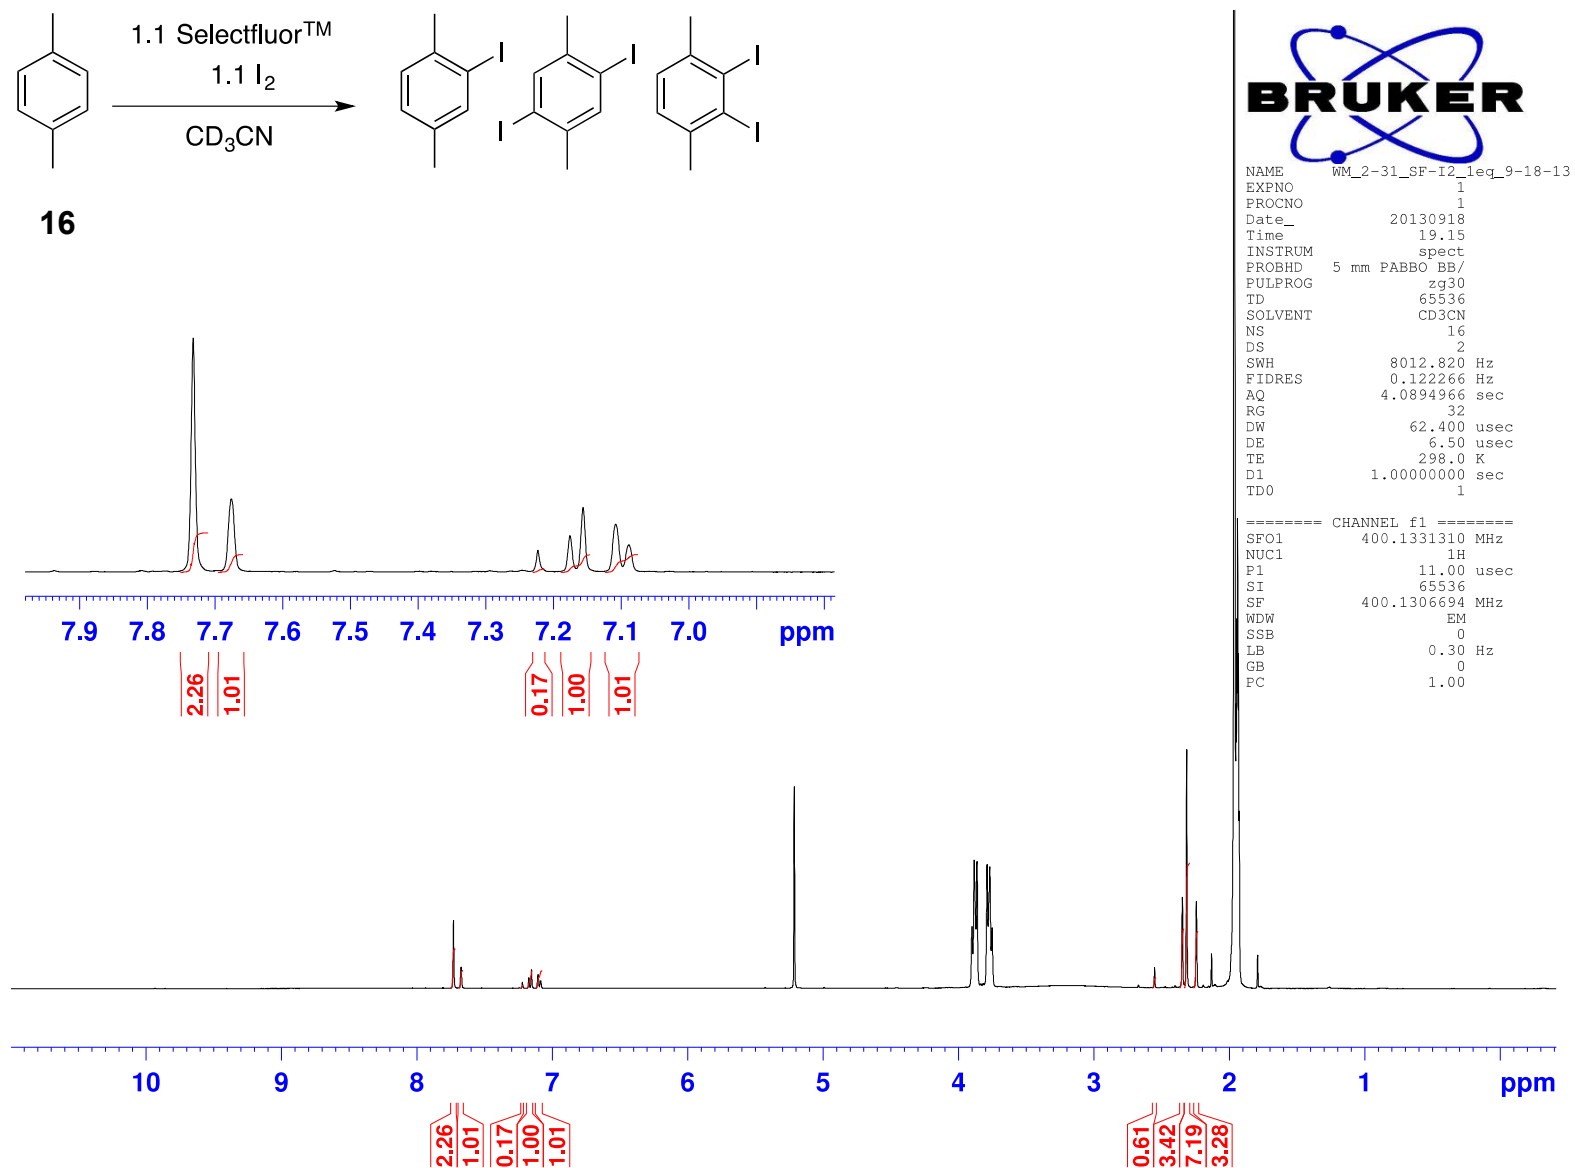 1.1 Selectfluor™
1.1 I2
CD3CN
I
I
I
I
I
16
BRUKER
NAME WM_2-31_SF-I2_1eq_9-18-13
EXPNO 1
PROCNO 1
Date_ 20130918
Time 19.15
INSTRUM spect
PROBHD 5 mm PABBO BB/
PULPROG zg30
TD 65536
SOLVENT CD3CN
NS 16
DS 2
SWH 8012.820 Hz
FIDRES 0.122266 Hz
AQ 4.0894966 sec
RG 32
DW 62.400 usec
DE 6.50 usec
TE 298.0 K
D1 1.00000000 sec
TD0 1
======== CHANNEL f1 ========
SFO1 400.1331310 MHz
NUC1 1H
P1 11.00 usec
SI 65536
SF 400.1306694 MHz
WDW EM
SSB 0
LB 0.30 Hz
GB 0
PC 1.00
7.9 7.8 7.7 7.6 7.5 7.4 7.3 7.2 7.1 7.0 ppm
2.26 1.01 0.17 1.00 1.01
10 9 8 7 6 5 4 3 2 1 ppm
2.26 1.01 0.17 1.00 1.01 0.61 3.42 7.19 3.28